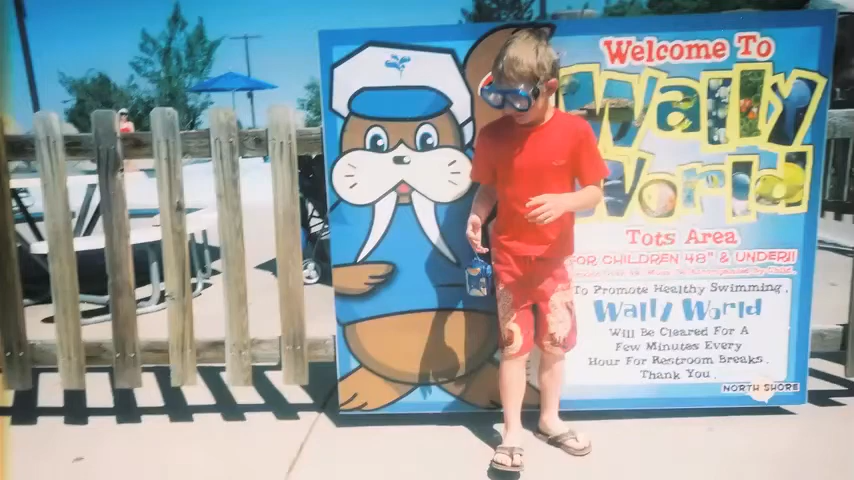 Welcome To
Wally
World
Tots Area
FOR CHILDREN 48" & UNDER!!
To Promote Healthy Swimming,
Wally World
Will Be Cleared For A
Few Minutes Every
Hour For Restroom Breaks.
Thank You.
NORTH SHORE